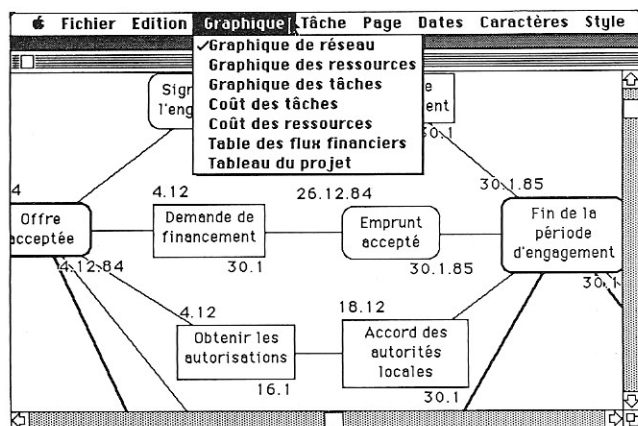 Fichier Edition Graphique Tâche Page Dates Caractères Style
✓Graphique de réseau
Graphique des ressources
Graphique des tâches
Coût des tâches
Coût des ressources
Table des flux financiers
Tableau du projet
Sign
l'eng
e
ent
30.1
4
4.12
26.12.84
30.1.85
Offre
acceptée
Demande de
financement
Emprunt
accepté
Fin de la
période
d'engagement
4.12.84
30.1
30.1.85
30.1
4.12
18.12
Obtenir les
autorisations
Accord des
autorités
locales
16.1
30.1